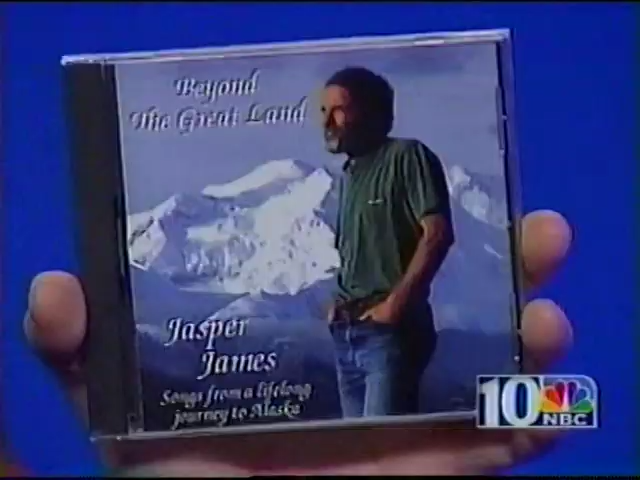 Beyond
The Great Land
Jasper
James
Songs from a lifelong
journey to Alaska
10
NBC